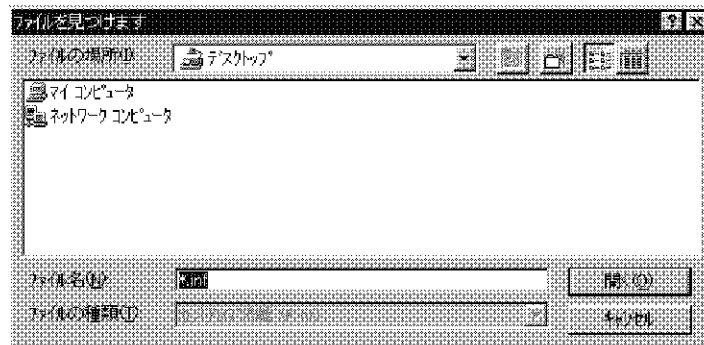 ファイルを見つけます
ファイルの場所(I):
デスクトップ
マイ コンピュータ
ネットワーク コンピュータ
ファイル名(N):
*.inf
開く(O)
ファイルの種類(T):
キャンセル